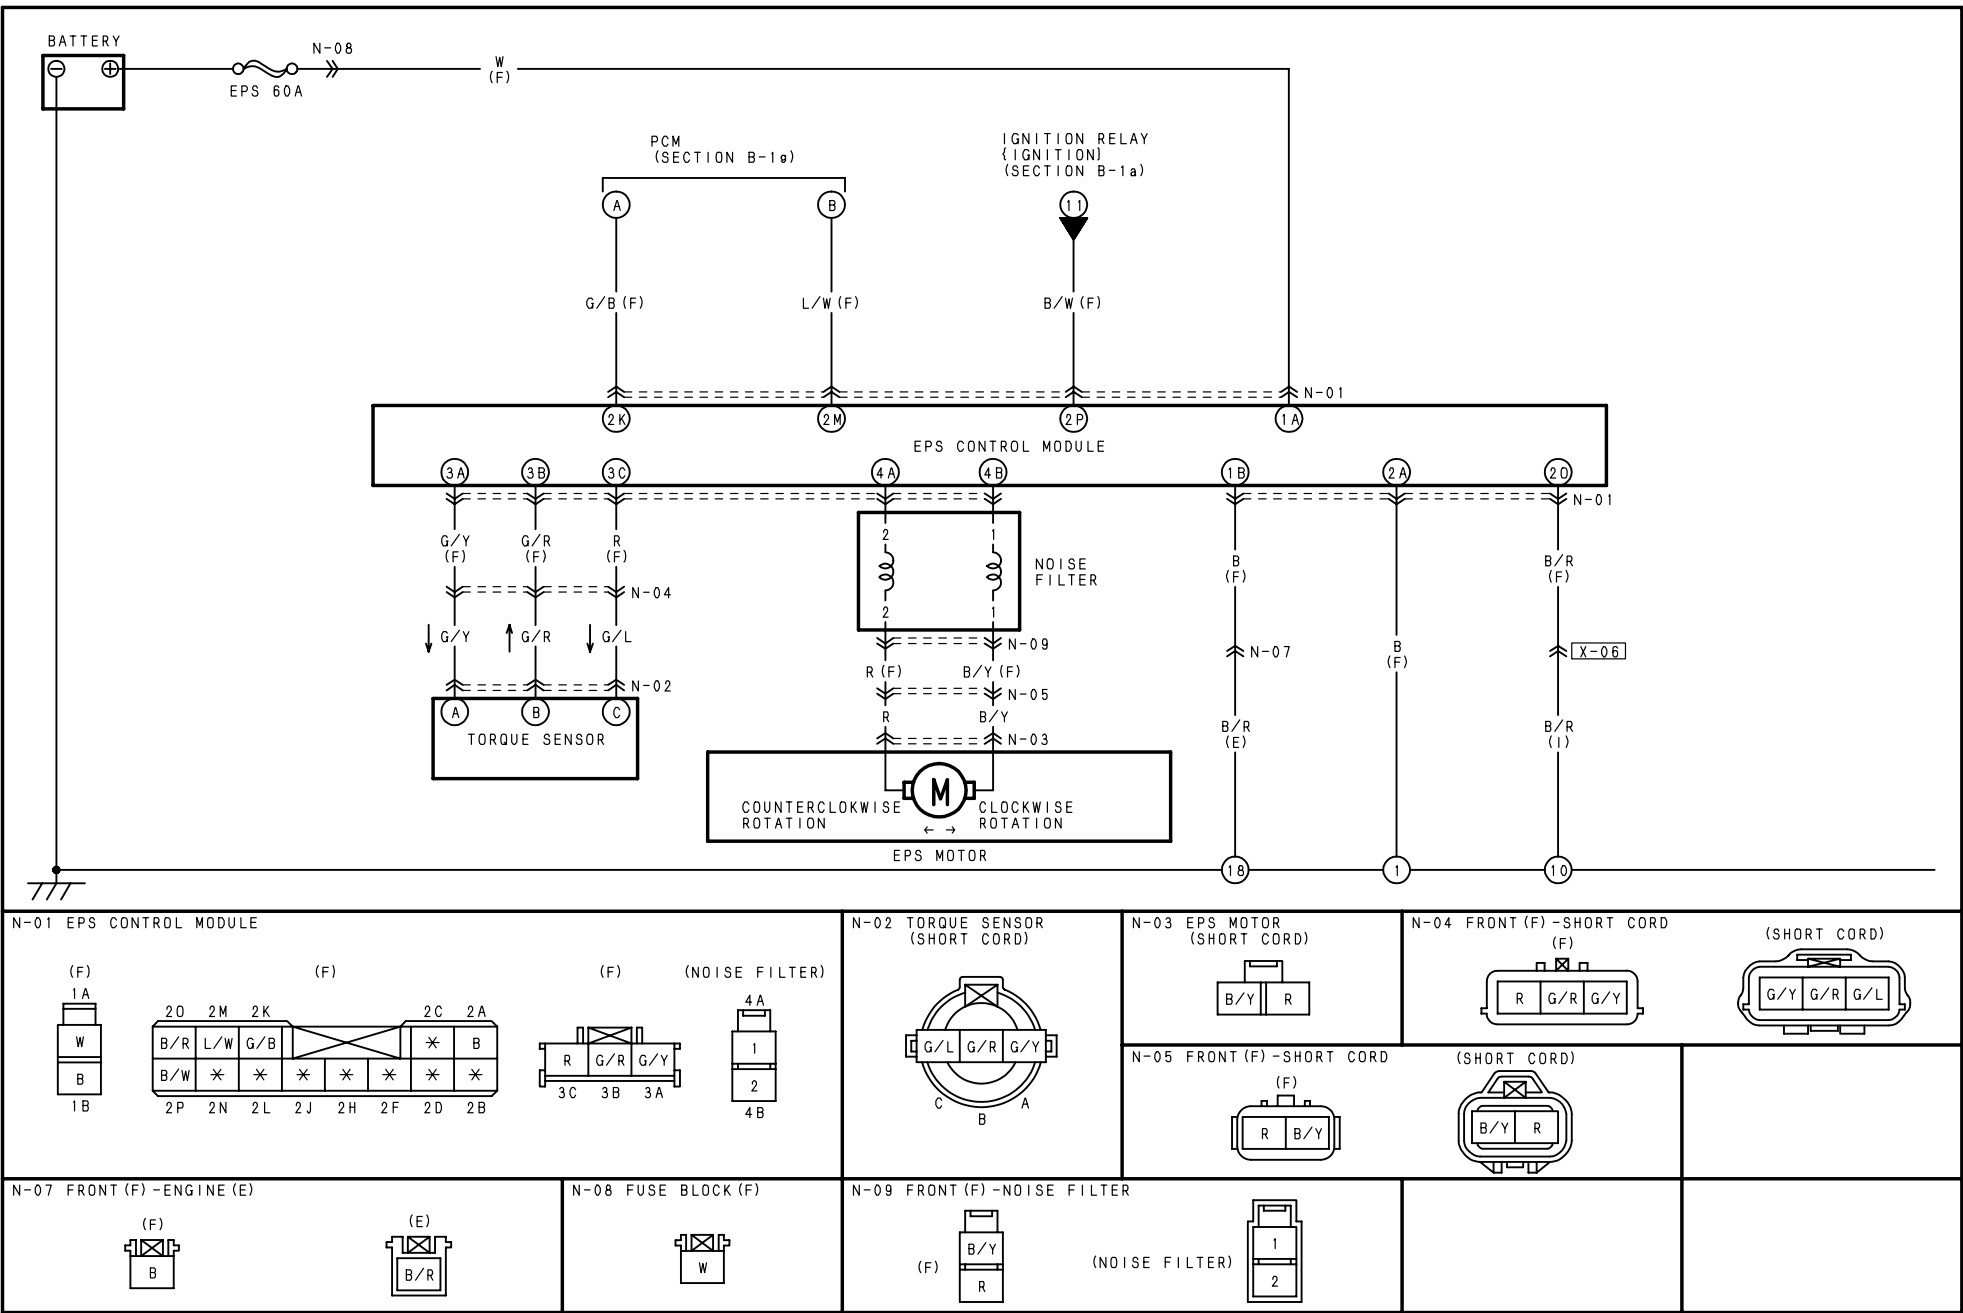 BATTERY
N-08
EPS 60A
W
(F)
PCM
(SECTION B-1g)
IGNITION RELAY
{IGNITION}
(SECTION B-1a)
A
B
11
G/B (F)
L/W (F)
B/W (F)
N-01
2K
2M
2P
1A
EPS CONTROL MODULE
3A
3B
3C
4A
4B
1B
2A
2O
N-01
G/Y
(F)
G/R
(F)
R
(F)
2
1
NOISE
FILTER
B
(F)
B/R
(F)
N-04
2
1
G/Y
G/R
G/L
N-09
B
(F)
N-07
X-06
R (F)
B/Y (F)
N-02
N-05
A
B
C
R
B/Y
B/R
(E)
B/R
(I)
TORQUE SENSOR
N-03
M
COUNTERCLOKWISE
ROTATION
CLOCKWISE
ROTATION
← →
EPS MOTOR
18
1
10
N-01 EPS CONTROL MODULE
(F)
(F)
(F)
(NOISE FILTER)
1A
W
B
1B
2O 2M 2K 2C 2A
B/R L/W G/B * B
B/W * * * * * * *
2P 2N 2L 2J 2H 2F 2D 2B
R G/R G/Y
3C 3B 3A
4A
1
2
4B
N-02 TORQUE SENSOR
(SHORT CORD)
G/L G/R G/Y
C B A
N-03 EPS MOTOR
(SHORT CORD)
B/Y R
N-04 FRONT (F) -SHORT CORD
(F)
(SHORT CORD)
R G/R G/Y
G/Y G/R G/L
N-05 FRONT (F) -SHORT CORD
(F)
(SHORT CORD)
R B/Y
B/Y R
N-07 FRONT (F) -ENGINE (E)
(F)
(E)
B
B/R
N-08 FUSE BLOCK (F)
W
N-09 FRONT (F) -NOISE FILTER
(F)
B/Y
R
(NOISE FILTER)
1
2